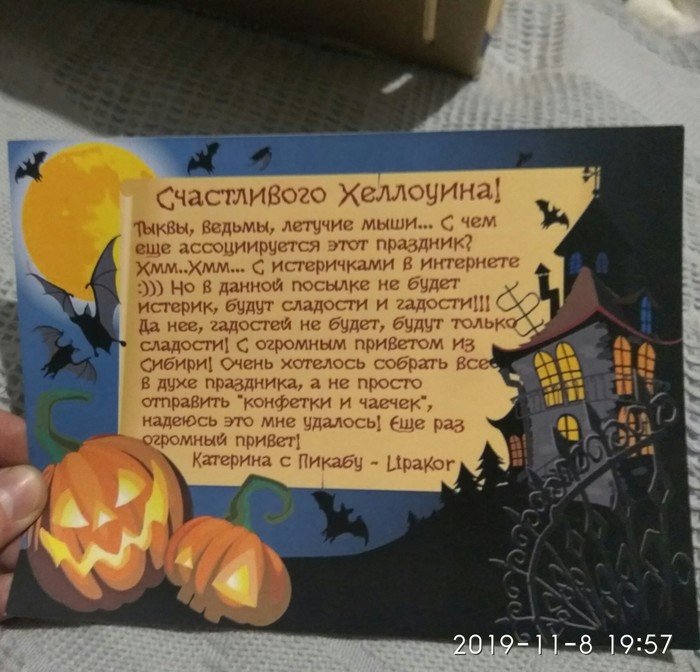 Счастливого Хеллоуина!
Тыквы, ведьмы, летучие мыши... С чем
еще ассоциируется этот праздник?
Хмм..Хмм... С истеричками в интернете
:))) Но в данной посылке не будет
истерик, будут сладости и гадости!!!
Да нее, гадостей не будет, будут только
сладости! С огромным приветом из
Сибири! Очень хотелось собрать все
в духе праздника, а не просто
отправить "конфетки и чаечек",
надеюсь это мне удалось! Еще раз
огромный привет!
Катерина с Пикабу - LtpaKor
2019-11-8 19:57